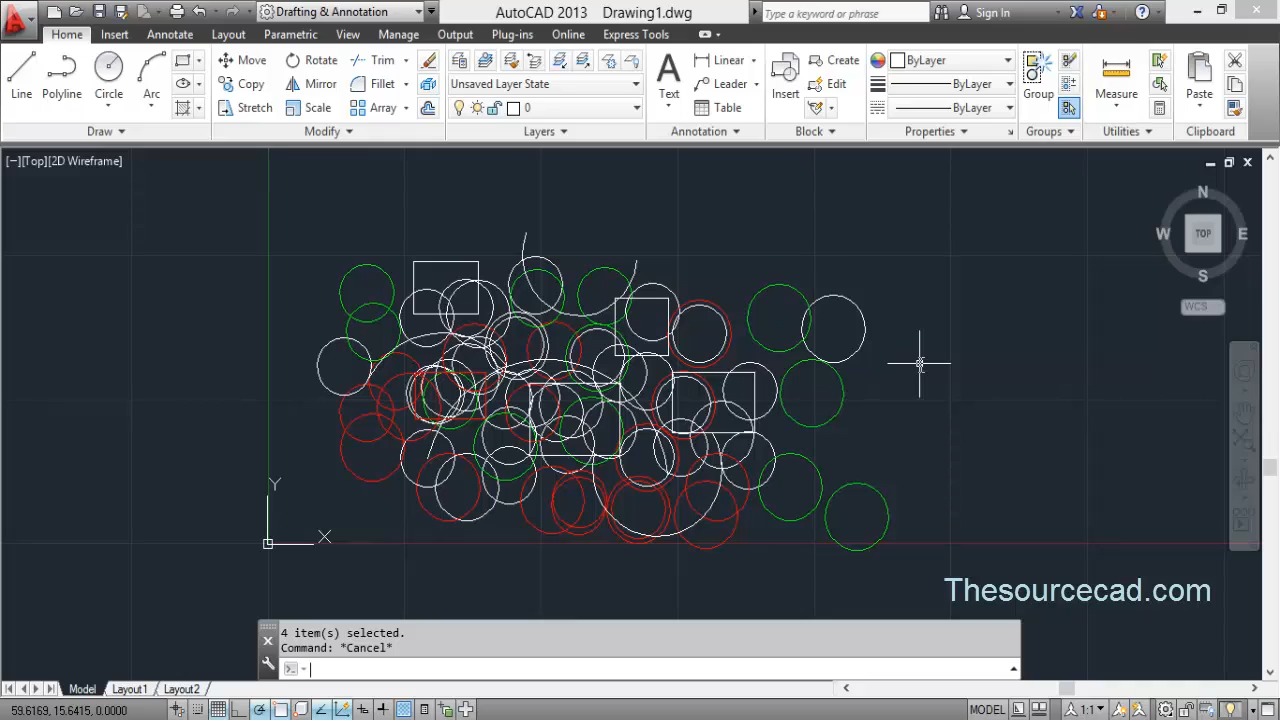 Drafting & Annotation
AutoCAD 2013 Drawing1.dwg
Type a keyword or phrase
Sign In
Home Insert Annotate Layout Parametric View Manage Output Plug-ins Online Express Tools
Line Polyline Circle Arc
Move Rotate Trim
Copy Mirror Fillet
Stretch Scale Array
Unsaved Layer State
0
Text
Linear
Leader
Table
Insert
Create
Edit
ByLayer
ByLayer
ByLayer
Group
Measure
Paste
Draw Modify Layers Annotation Block Properties Groups Utilities Clipboard
[−][Top][2D Wireframe]
N
W TOP E
S
WCS
Y
X
Thesourcecad.com
4 item(s) selected.
Command: *Cancel*
Model Layout1 Layout2
59.6169, 15.6415, 0.0000
MODEL
1:1